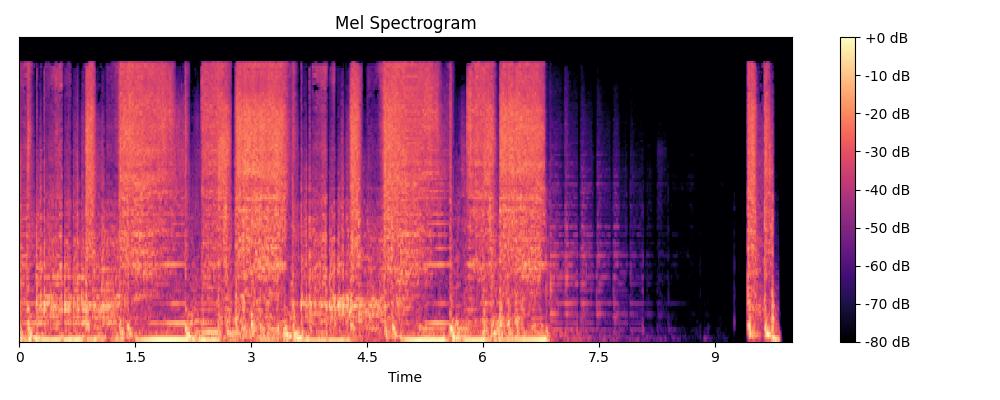 Mel Spectrogram
+0 dB
-10 dB
-20 dB
-30 dB
-40 dB
-50 dB
-60 dB
-70 dB
-80 dB
0 1.5 3 4.5 6 7.5 9
Time